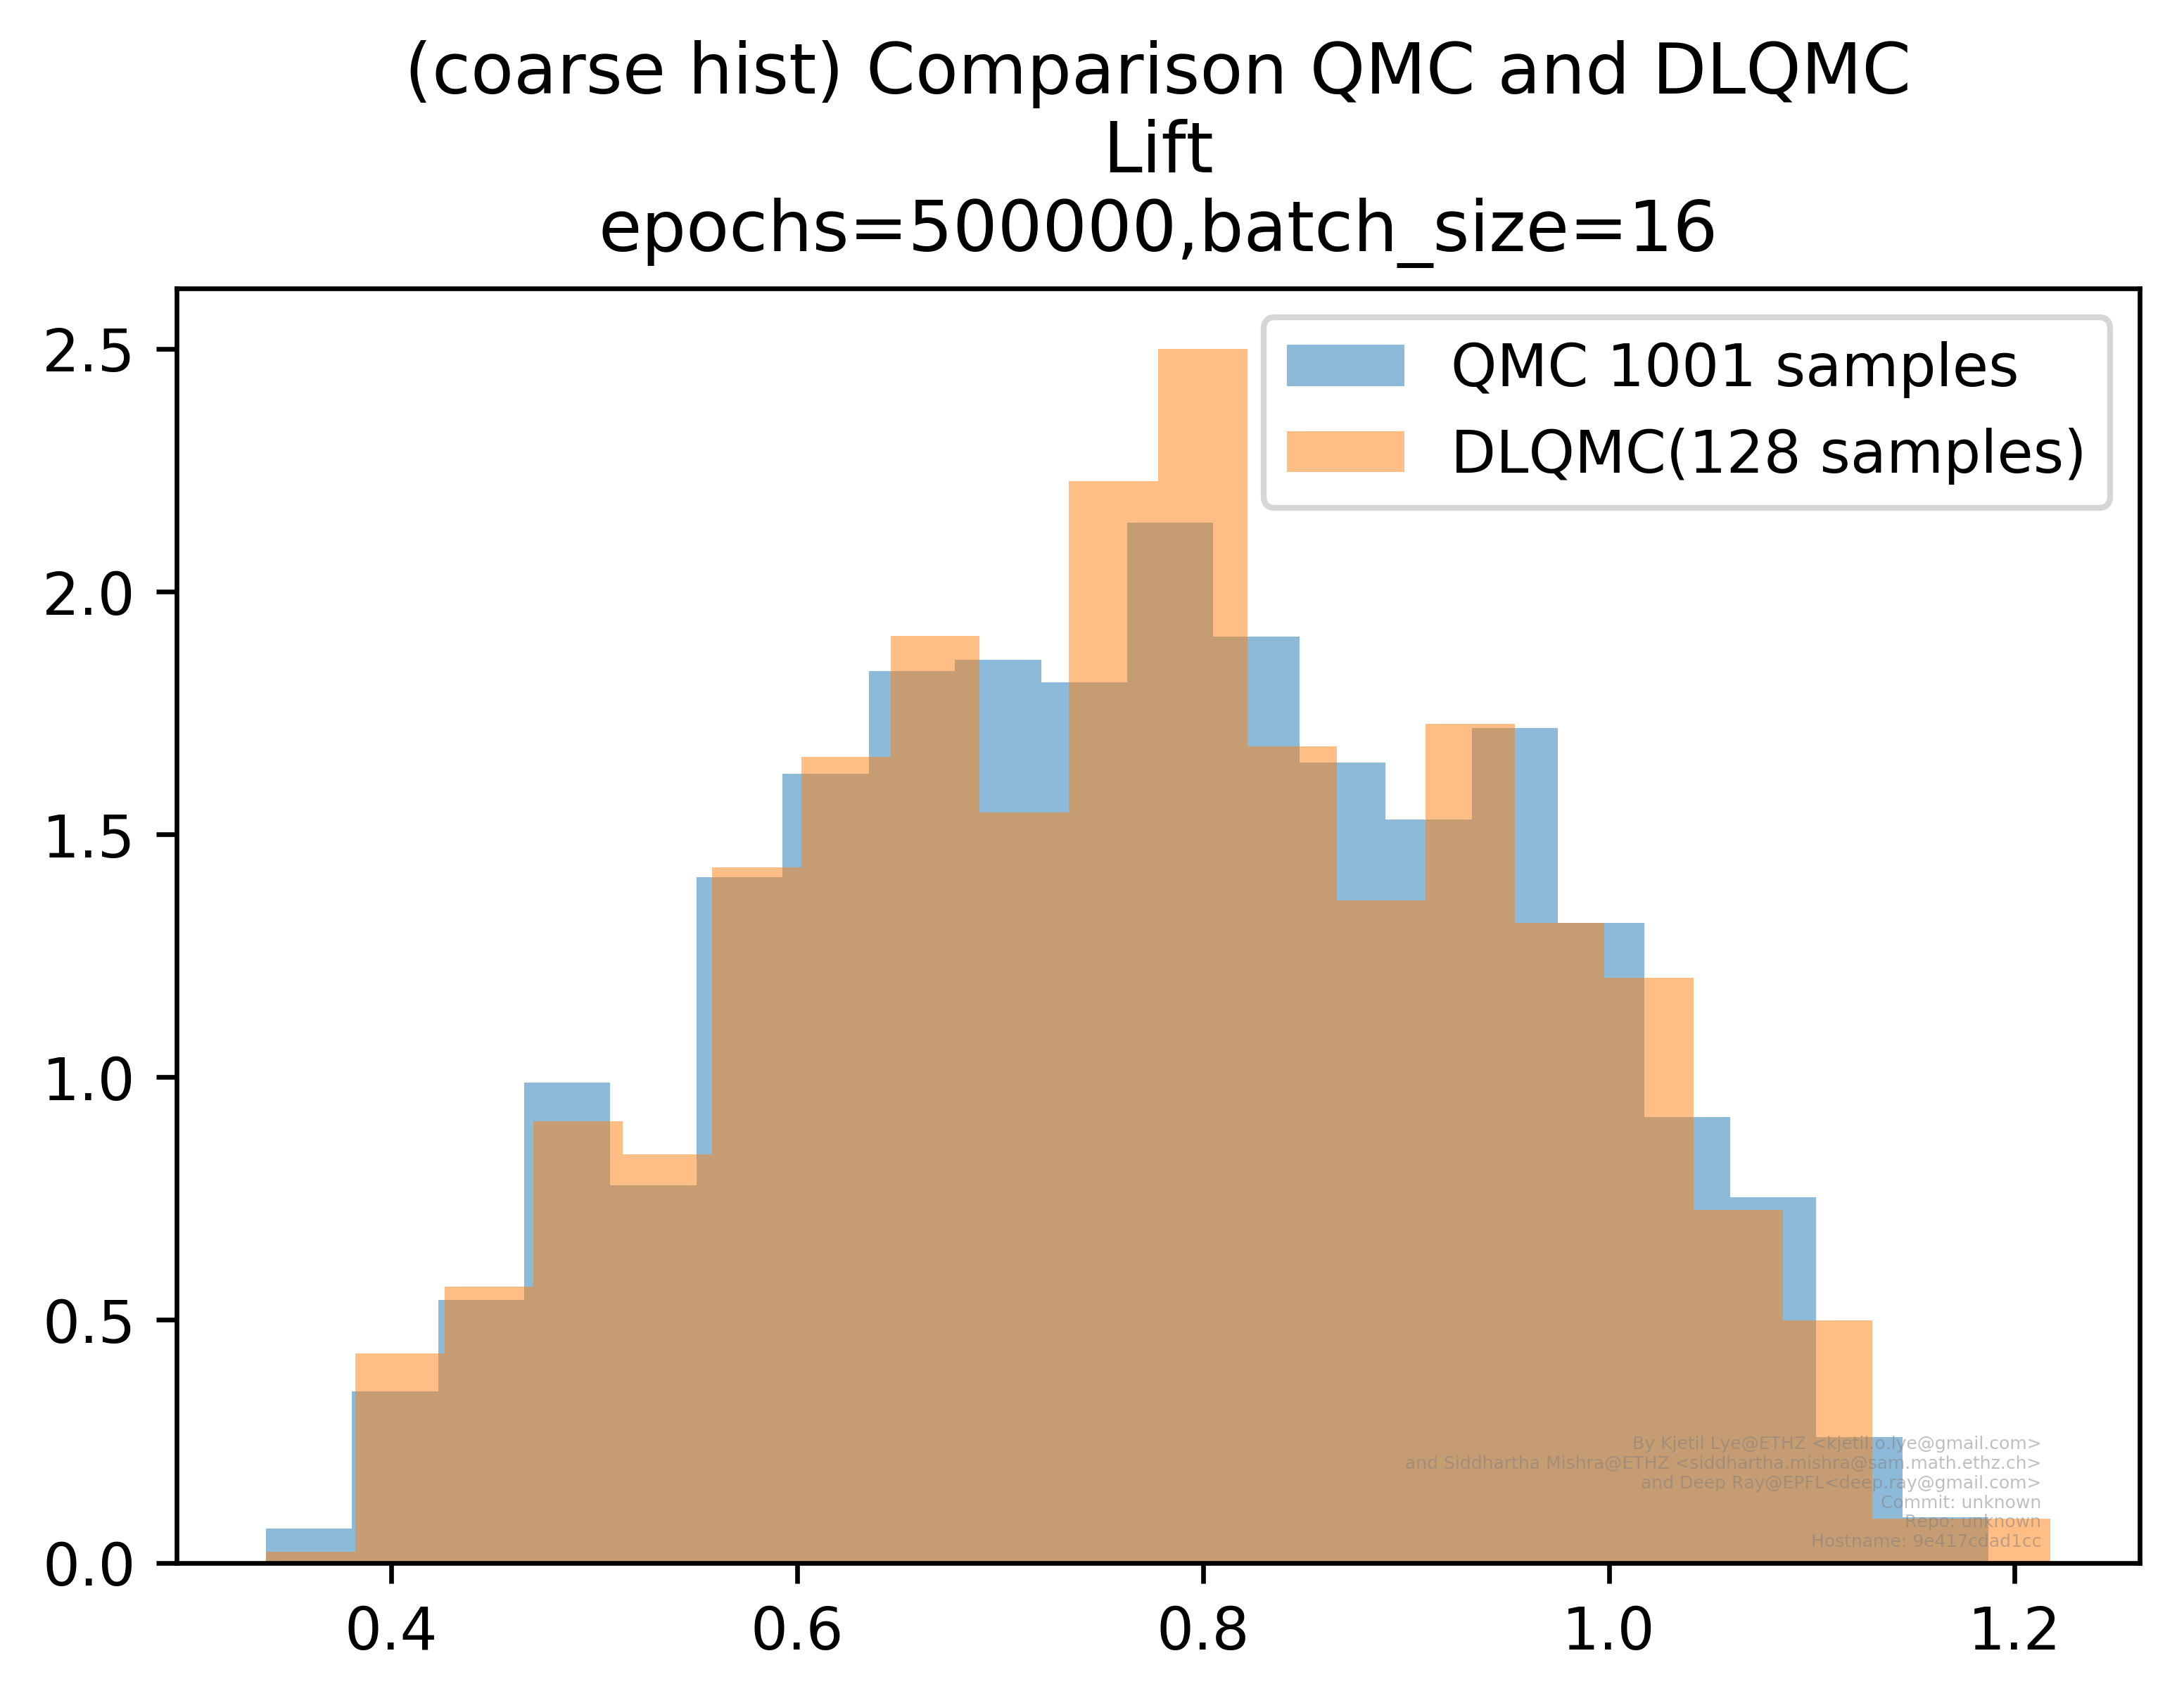 (coarse hist) Comparison QMC and DLQMC
Lift
epochs=500000,batch_size=16
2.5
2.0
1.5
1.0
0.5
0.0
QMC 1001 samples
DLQMC(128 samples)
By Kjetil Lye@ETHZ <kjetil.o.lye@gmail.com>
and Siddhartha Mishra@ETHZ <siddhartha.mishra@sam.math.ethz.ch>
and Deep Ray@EPFL<deep.ray@gmail.com>
Commit: unknown
Repo: unknown
Hostname: 9e417cdad1cc
0.4 0.6 0.8 1.0 1.2